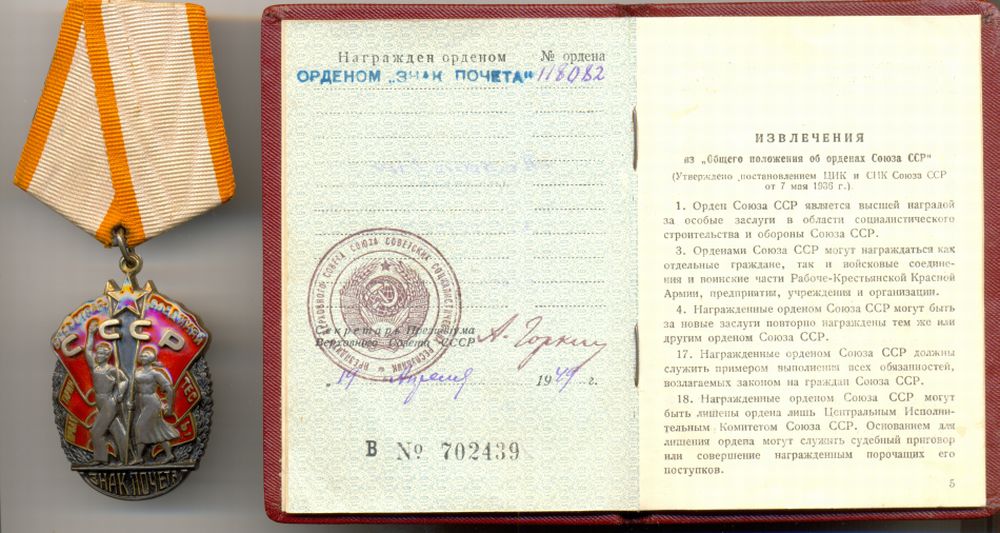 СССР
ЗНАК ПОЧЕТА
Награжден орденом
№ ордена
ОРДЕНОМ „ЗНАК ПОЧЕТА“
118082
Секретарь Президиума
Верховного Совета СССР
А. Горкин
„19 „ Апреля 1949 г.
В № 702439
ИЗВЛЕЧЕНИЯ
из „Общего положения об орденах Союза ССР“
(Утверждено постановлением ЦИК и СНК Союза ССР
от 7 мая 1936 г.)
1. Орден Союза ССР является высшей наградой
за особые заслуги в области социалистического
строительства и обороны Союза ССР.
3. Орденами Союза ССР могут награждаться как
отдельные граждане, так и войсковые соедине-
ния и воинские части Рабоче-Крестьянской Красной
Армии, предприятия, учреждения и организации.
4. Награжденные орденом Союза ССР могут быть
за новые заслуги повторно награждены тем же или
другим орденом Союза ССР.
17. Награжденные орденом Союза ССР должны
служить примером выполнения всех обязанностей,
возлагаемых законом на граждан Союза ССР.
18. Награжденные орденом Союза ССР могут
быть лишены ордена лишь Центральным Исполни-
тельным Комитетом Союза ССР. Основанием для
лишения ордена могут служить судебный приговор
или совершение награжденным порочащих его
поступков.
5